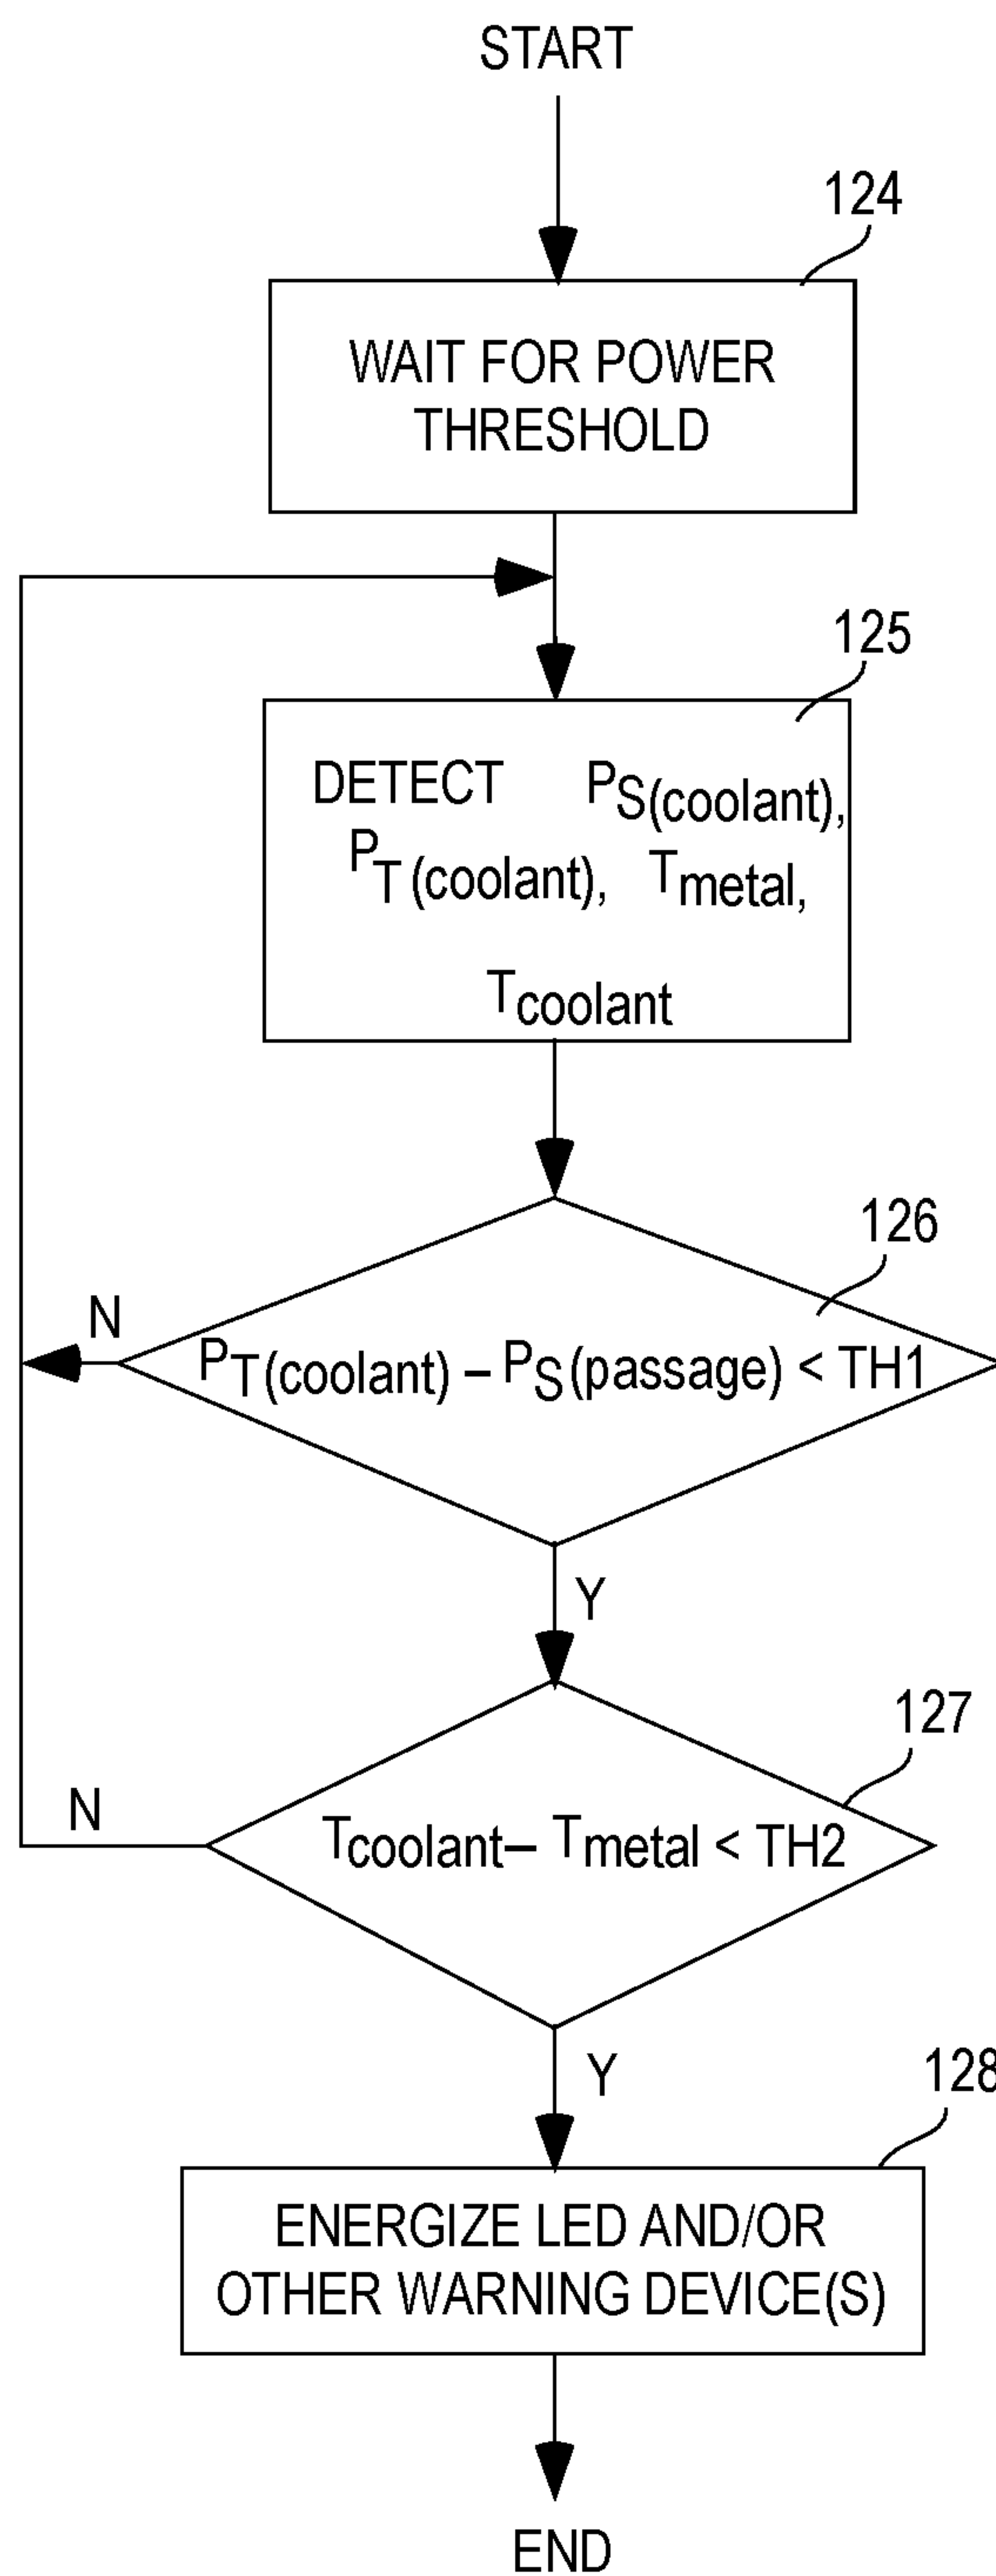 START
124
WAIT FOR POWER
THRESHOLD
125
DETECT PS(coolant),
PT(coolant), Tmetal,
Tcoolant
126
N
PT(coolant) – PS(passage) < TH1
Y
127
N
Tcoolant – Tmetal < TH2
Y
128
ENERGIZE LED AND/OR
OTHER WARNING DEVICE(S)
END